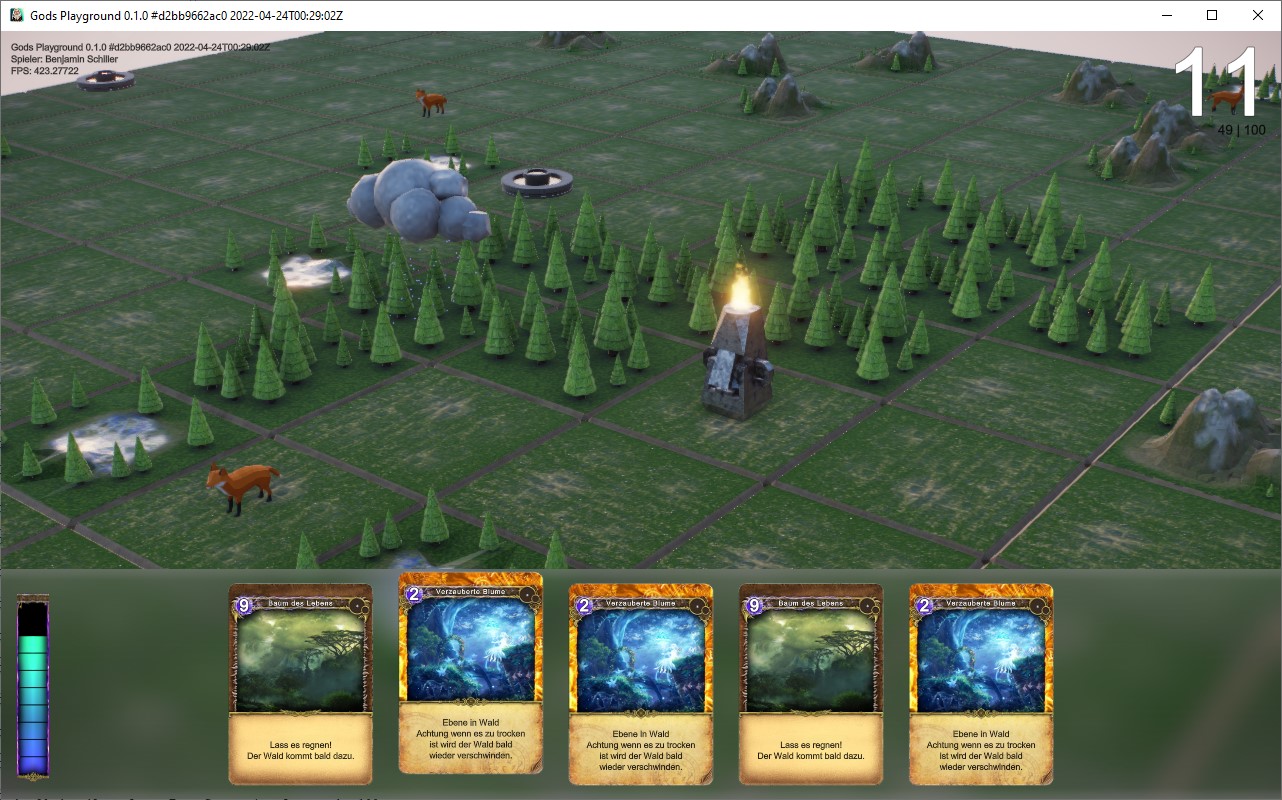 Gods Playground 0.1.0 #d2bb9662ac0 2022-04-24T00:29:02Z
Gods Playground 0.1.0 #d2bb9662ac0 2022-04-24T00:29:02Z
Spieler: Benjamin Schiller
FPS: 423.27722
11
49 | 100
9 Baum des Lebens
Lass es regnen!
Der Wald kommt bald dazu.
2 Verzauberte Blume
Ebene in Wald
Achtung wenn es zu trocken
ist wird der Wald bald
wieder verschwinden.
2 Verzauberte Blume
Ebene in Wald
Achtung wenn es zu trocken
ist wird der Wald bald
wieder verschwinden.
9 Baum des Lebens
Lass es regnen!
Der Wald kommt bald dazu.
2 Verzauberte Blume
Ebene in Wald
Achtung wenn es zu trocken
ist wird der Wald bald
wieder verschwinden.